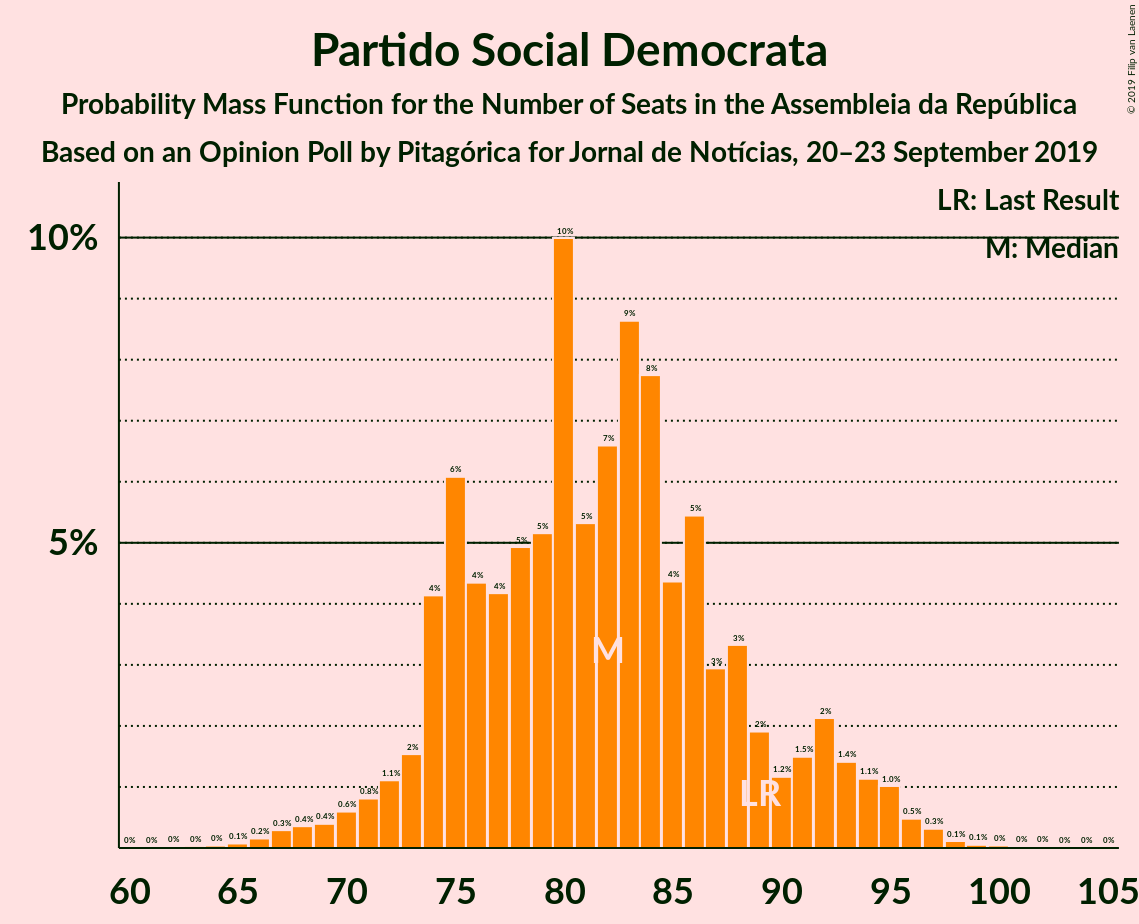 Partido Social Democrata
Probability Mass Function for the Number of Seats in the Assembleia da República
Based on an Opinion Poll by Pitagórica for Jornal de Notícias, 20–23 September 2019
© 2019 Filip van Laenen
LR: Last Result
M: Median
10%
5%
0% 0% 0% 0% 0% 0.1% 0.2% 0.3% 0.4% 0.4% 0.6% 0.8% 1.1% 2% 4% 6% 4% 4% 5% 5% 10% 5% 7% 9% 8% 4% 5% 3% 3% 2% 1.2% 1.5% 2% 1.4% 1.1% 1.0% 0.5% 0.3% 0.1% 0.1% 0% 0% 0% 0% 0% 0%
M
LR
60 65 70 75 80 85 90 95 100 105